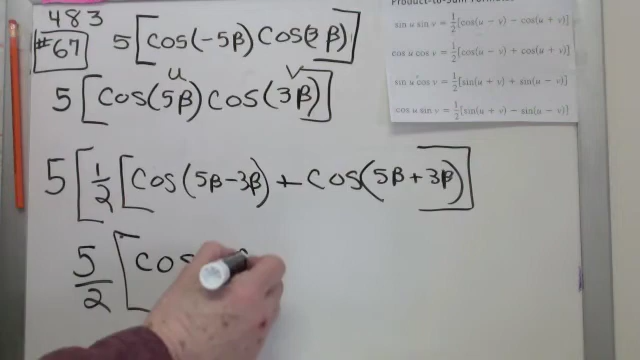 483
#67
5[cos(-5β)cos(3β)]
u v
5[cos(5β)cos(3β)]
5[1/2[cos(5β-3β)+cos(5β+3β)]
5/2[cos
Product-to-Sum Formulas
sin u sin v = 1/2[cos(u − v) − cos(u + v)]
cos u cos v = 1/2[cos(u − v) + cos(u + v)]
sin u cos v = 1/2[sin(u + v) + sin(u − v)]
cos u sin v = 1/2[sin(u + v) − sin(u − v)]